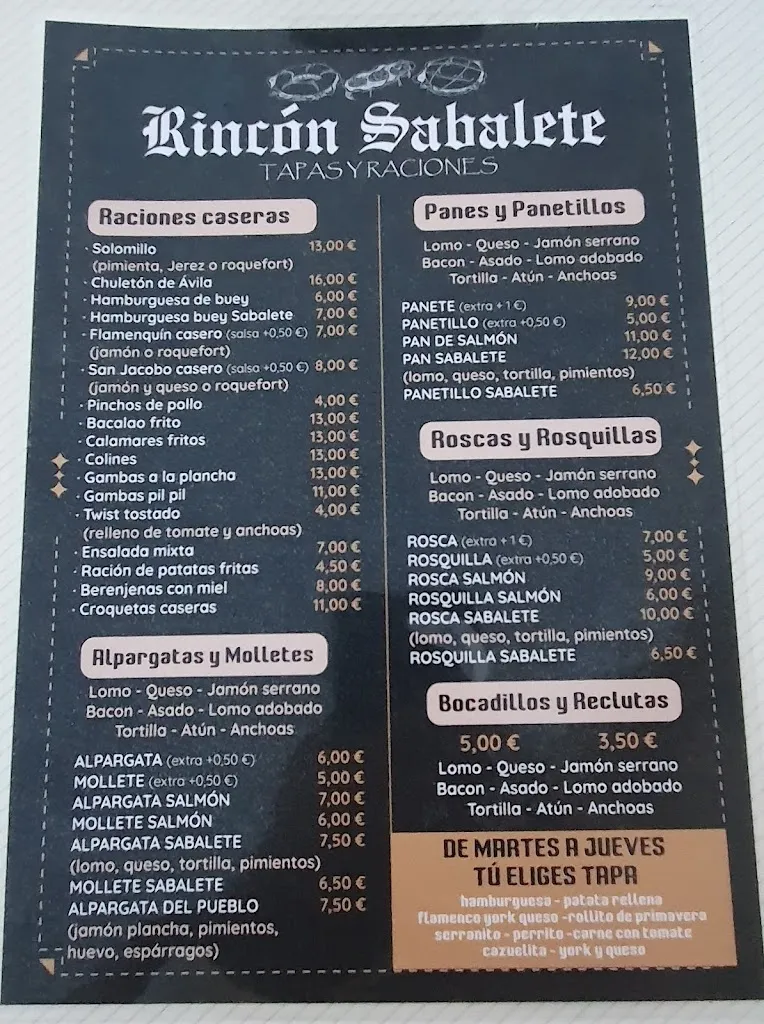 Rincón Sabalete
TAPAS Y RACIONES
Raciones caseras
· Solomillo 13,00 €
(pimienta, Jerez o roquefort)
· Chuletón de Ávila 16,00 €
· Hamburguesa de buey 6,00 €
· Hamburguesa buey Sabalete 7,00 €
· Flamenquín casero (salsa +0,50 €) 7,00 €
(jamón o roquefort)
· San Jacobo casero (salsa +0,50 €) 8,00 €
(jamón y queso o roquefort)
· Pinchos de pollo 4,00 €
· Bacalao frito 13,00 €
· Calamares fritos 13,00 €
· Colines 13,00 €
· Gambas a la plancha 13,00 €
· Gambas pil pil 11,00 €
· Twist tostado 4,00 €
(relleno de tomate y anchoas)
· Ensalada mixta 7,00 €
· Ración de patatas fritas 4,50 €
· Berenjenas con miel 8,00 €
· Croquetas caseras 11,00 €
Alpargatas y Molletes
Lomo - Queso - Jamón serrano
Bacon - Asado - Lomo adobado
Tortilla - Atún - Anchoas
ALPARGATA (extra +0,50 €) 6,00 €
MOLLETE (extra +0,50 €) 5,00 €
ALPARGATA SALMÓN 7,00 €
MOLLETE SALMÓN 6,00 €
ALPARGATA SABALETE 7,50 €
(lomo, queso, tortilla, pimientos)
MOLLETE SABALETE 6,50 €
ALPARGATA DEL PUEBLO 7,50 €
(jamón plancha, pimientos,
huevo, espárragos)
Panes y Panetillos
Lomo - Queso - Jamón serrano
Bacon - Asado - Lomo adobado
Tortilla - Atún - Anchoas
PANETE (extra + 1 €) 9,00 €
PANETILLO (extra +0,50 €) 5,00 €
PAN DE SALMÓN 11,00 €
PAN SABALETE 12,00 €
(lomo, queso, tortilla, pimientos)
PANETILLO SABALETE 6,50 €
Roscas y Rosquillas
Lomo - Queso - Jamón serrano
Bacon - Asado - Lomo adobado
Tortilla - Atún - Anchoas
ROSCA (extra + 1 €) 7,00 €
ROSQUILLA (extra +0,50 €) 5,00 €
ROSCA SALMÓN 9,00 €
ROSQUILLA SALMÓN 6,00 €
ROSCA SABALETE 10,00 €
(lomo, queso, tortilla, pimientos)
ROSQUILLA SABALETE 6,50 €
Bocadillos y Reclutas
5,00 € 3,50 €
Lomo - Queso - Jamón serrano
Bacon - Asado - Lomo adobado
Tortilla - Atún - Anchoas
DE MARTES A JUEVES
TÚ ELIGES TAPA
hamburguesa - patata rellena
flamenco york queso -rollito de primavera
serranito - perrito -carne con tomate
cazuelita - york y queso